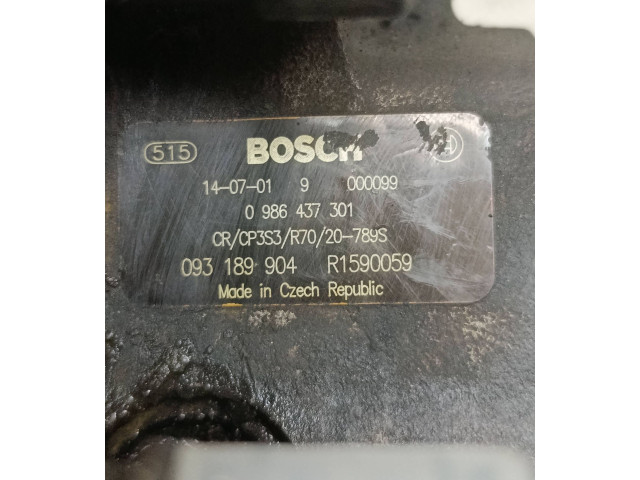 515 BOSCH
14-07-01 9 000099
0 986 437 301
CR/CP3S3/R70/20-789S
093 189 904 R1590059
Made in Czech Republic